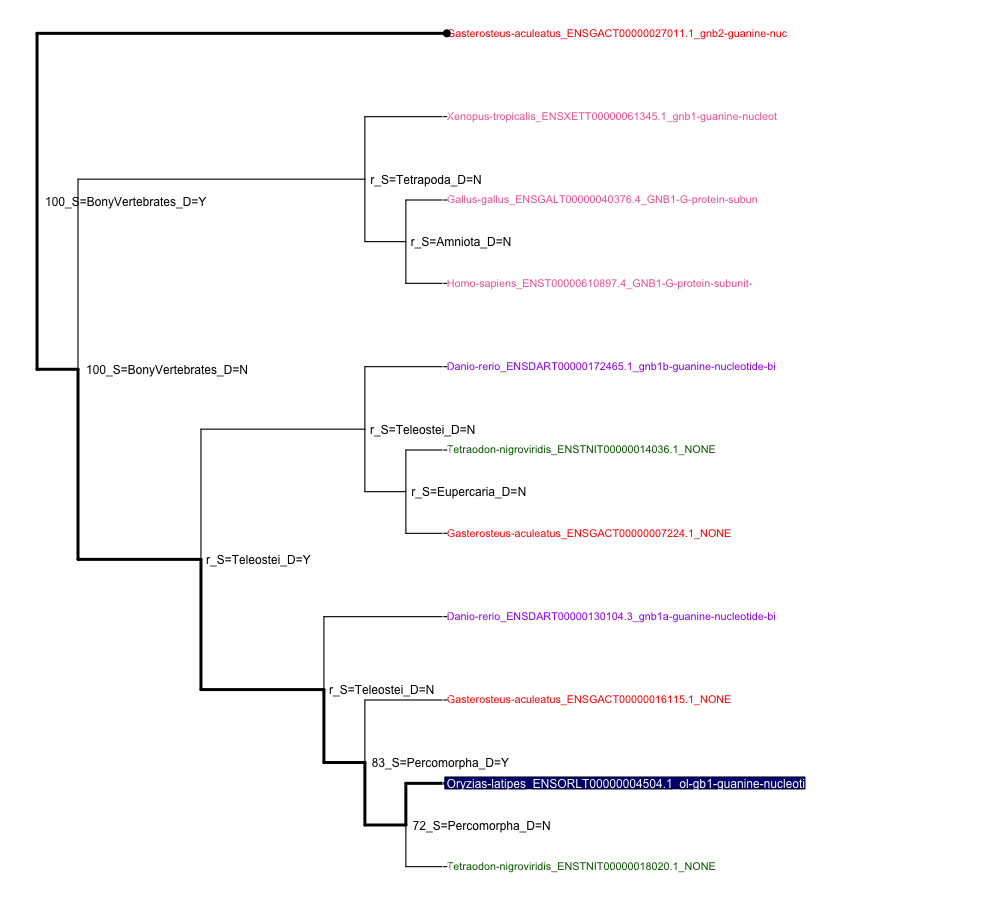 Gasterosteus-aculeatus_ENSGACT00000027011.1_gnb2-guanine-nuc
Xenopus-tropicalis_ENSXETT00000061345.1_gnb1-guanine-nucleot
r_S=Tetrapoda_D=N
100_S=BonyVertebrates_D=Y
Gallus-gallus_ENSGALT00000040376.4_GNB1-G-protein-subun
r_S=Amniota_D=N
Homo-sapiens_ENST00000610897.4_GNB1-G-protein-subunit-
Danio-rerio_ENSDART00000172465.1_gnb1b-guanine-nucleotide-bi
100_S=BonyVertebrates_D=N
r_S=Teleostei_D=N
Tetraodon-nigroviridis_ENSTNIT00000014036.1_NONE
r_S=Eupercaria_D=N
Gasterosteus-aculeatus_ENSGACT00000007224.1_NONE
r_S=Teleostei_D=Y
Danio-rerio_ENSDART00000130104.3_gnb1a-guanine-nucleotide-bi
r_S=Teleostei_D=N
Gasterosteus-aculeatus_ENSGACT00000016115.1_NONE
83_S=Percomorpha_D=Y
Oryzias-latipes_ENSORLT00000004504.1_ol-gb1-guanine-nucleoti
72_S=Percomorpha_D=N
Tetraodon-nigroviridis_ENSTNIT00000018020.1_NONE